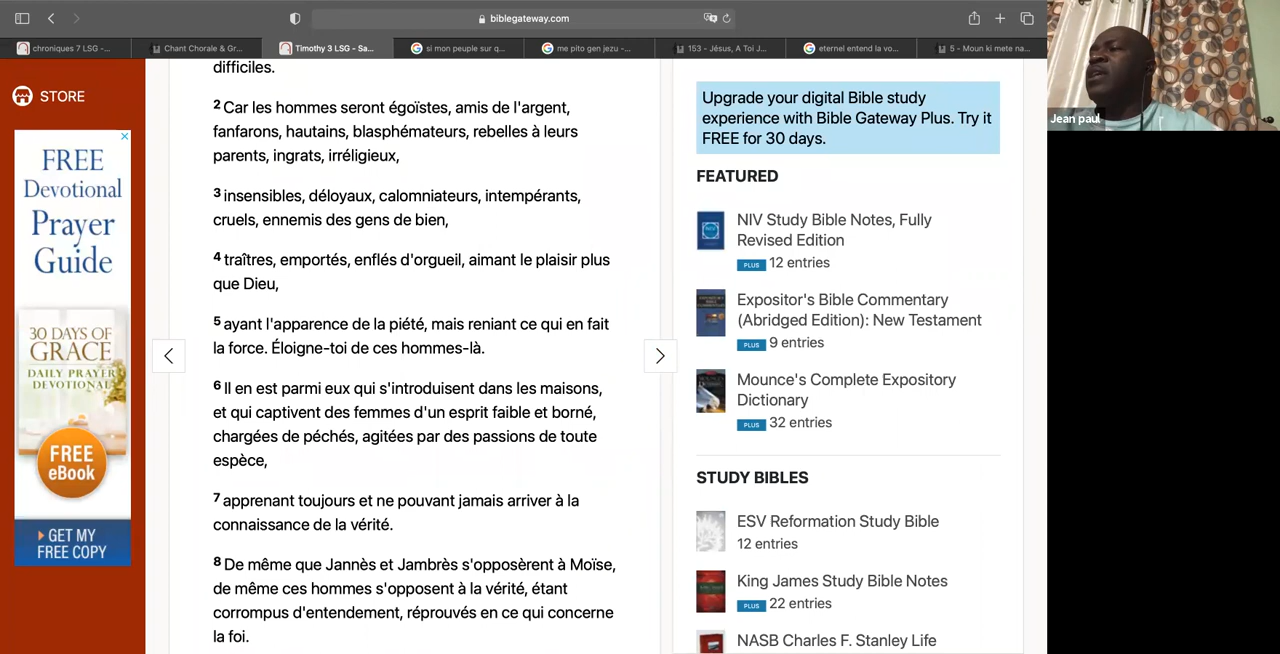 biblegateway.com
chroniques 7 LSG -...
Chant Chorale & Gr...
Timothy 3 LSG - Sa...
si mon peuple sur q...
me pito gen jezu -...
153 - Jésus, A Toi J...
eternel entend la vo...
5 - Moun ki mete na...
STORE
FREE
Devotional
Prayer
Guide
30 DAYS OF
GRACE
DAILY PRAYER
DEVOTIONAL
FREE
eBook
GET MY
FREE COPY
difficiles.
2 Car les hommes seront égoïstes, amis de l'argent,
fanfarons, hautains, blasphémateurs, rebelles à leurs
parents, ingrats, irréligieux,
3 insensibles, déloyaux, calomniateurs, intempérants,
cruels, ennemis des gens de bien,
4 traîtres, emportés, enflés d'orgueil, aimant le plaisir plus
que Dieu,
5 ayant l'apparence de la piété, mais reniant ce qui en fait
la force. Éloigne-toi de ces hommes-là.
6 Il en est parmi eux qui s'introduisent dans les maisons,
et qui captivent des femmes d'un esprit faible et borné,
chargées de péchés, agitées par des passions de toute
espèce,
7 apprenant toujours et ne pouvant jamais arriver à la
connaissance de la vérité.
8 De même que Jannès et Jambrès s'opposèrent à Moïse,
de même ces hommes s'opposent à la vérité, étant
corrompus d'entendement, réprouvés en ce qui concerne
la foi.
Upgrade your digital Bible study
experience with Bible Gateway Plus. Try it
FREE for 30 days.
FEATURED
NIV Study Bible Notes, Fully
Revised Edition
PLUS 12 entries
Expositor's Bible Commentary
(Abridged Edition): New Testament
PLUS 9 entries
Mounce's Complete Expository
Dictionary
PLUS 32 entries
STUDY BIBLES
ESV Reformation Study Bible
12 entries
King James Study Bible Notes
PLUS 22 entries
NASB Charles F. Stanley Life
Jean paul